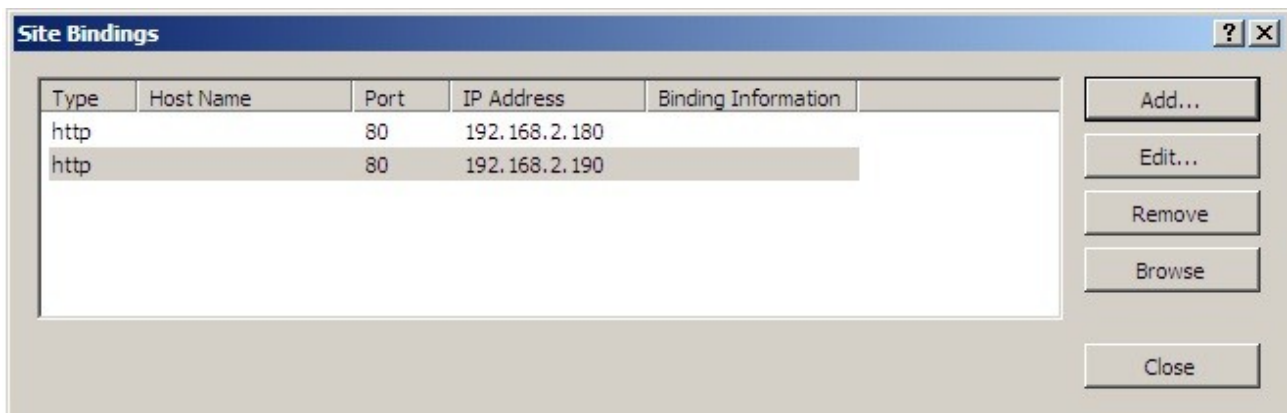 Site Bindings
Type Host Name Port IP Address Binding Information
http 80 192.168.2.180
http 80 192.168.2.190
Add...
Edit...
Remove
Browse
Close